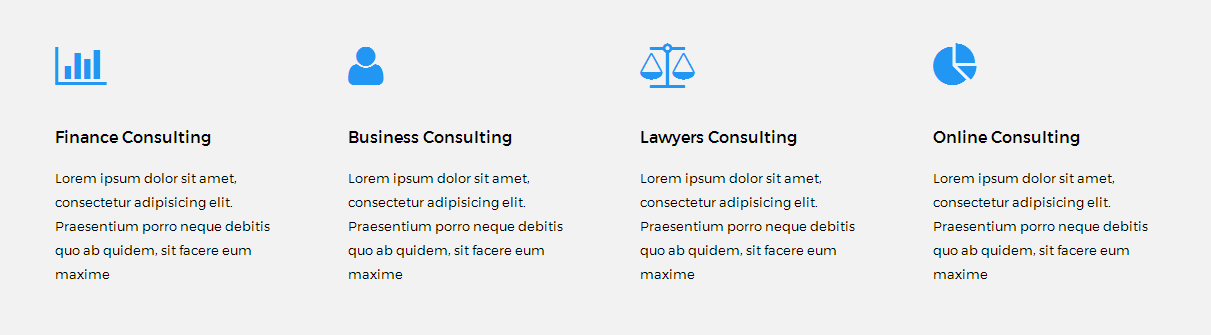 Finance Consulting
Lorem ipsum dolor sit amet,
consectetur adipisicing elit.
Praesentium porro neque debitis
quo ab quidem, sit facere eum
maxime
Business Consulting
Lorem ipsum dolor sit amet,
consectetur adipisicing elit.
Praesentium porro neque debitis
quo ab quidem, sit facere eum
maxime
Lawyers Consulting
Lorem ipsum dolor sit amet,
consectetur adipisicing elit.
Praesentium porro neque debitis
quo ab quidem, sit facere eum
maxime
Online Consulting
Lorem ipsum dolor sit amet,
consectetur adipisicing elit.
Praesentium porro neque debitis
quo ab quidem, sit facere eum
maxime